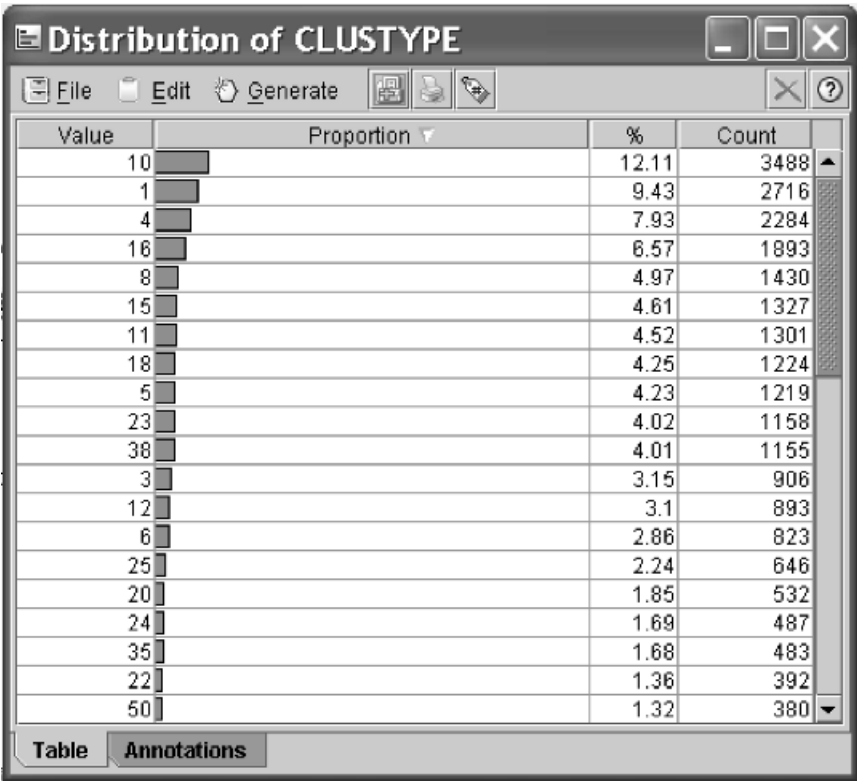 Distribution of CLUSTYPE
File Edit Generate
Value Proportion % Count
10 12.11 3488
1 9.43 2716
4 7.93 2284
16 6.57 1893
8 4.97 1430
15 4.61 1327
11 4.52 1301
18 4.25 1224
5 4.23 1219
23 4.02 1158
38 4.01 1155
3 3.15 906
12 3.1 893
6 2.86 823
25 2.24 646
20 1.85 532
24 1.69 487
35 1.68 483
22 1.36 392
50 1.32 380
Table Annotations